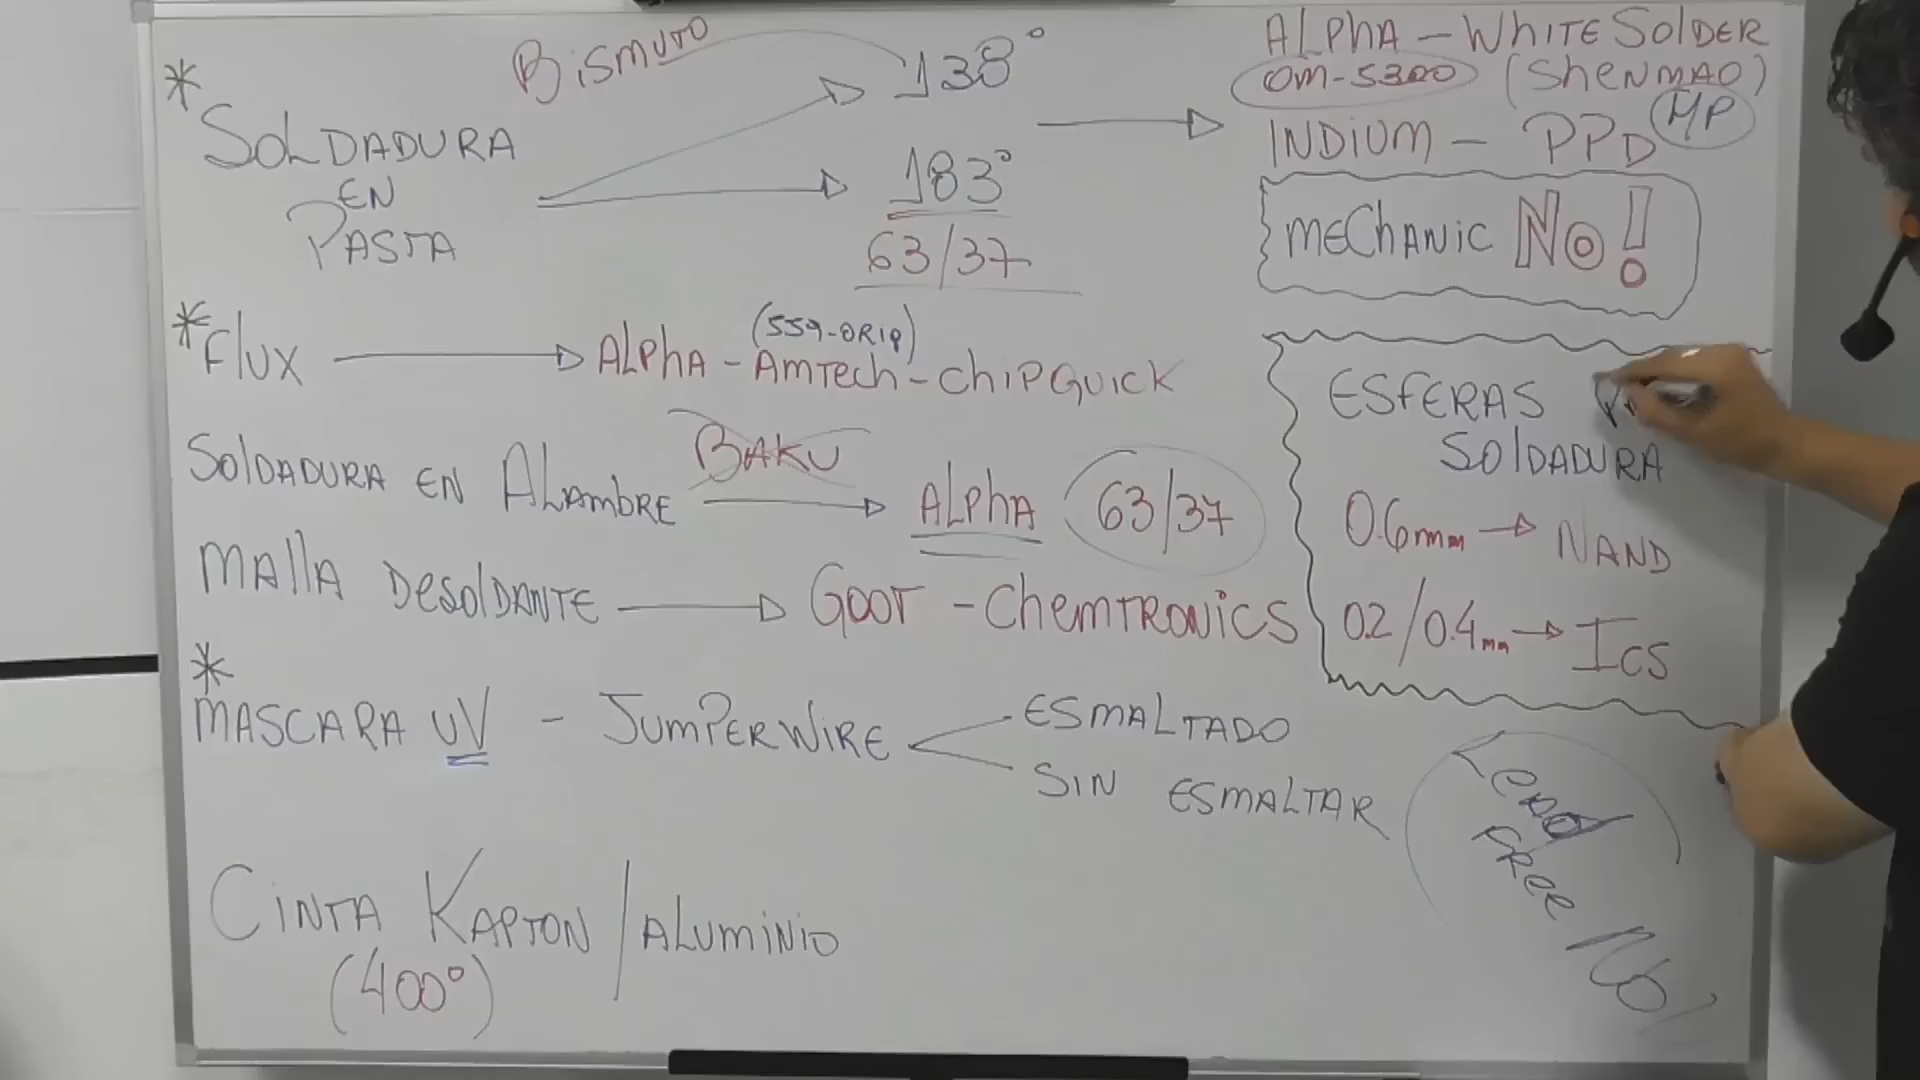 * Bismuto 138°
SOLDADURA
EN
PASTA
183°
63/37
ALPHA - WHITE SOLDER
OM-5300 (SHENMAO)
INDIUM - PPD MP
MECHANIC NO!
* Flux (559-ORIG)
ALPHA - AMTECH - CHIPQUICK
SOLDADURA EN ALAMBRE BAKU ALPHA 63/37
MALLA DESOLDANTE GOOT - CHEMTRONICS
ESFERAS
SOLDADURA
0.6mm NAND
0.2/0.4mm ICS
*
MASCARA UV - JUMPERWIRE ESMALTADO
SIN ESMALTAR
LEAD
FREE NO!
CINTA KAPTON / ALUMINIO
(400°)